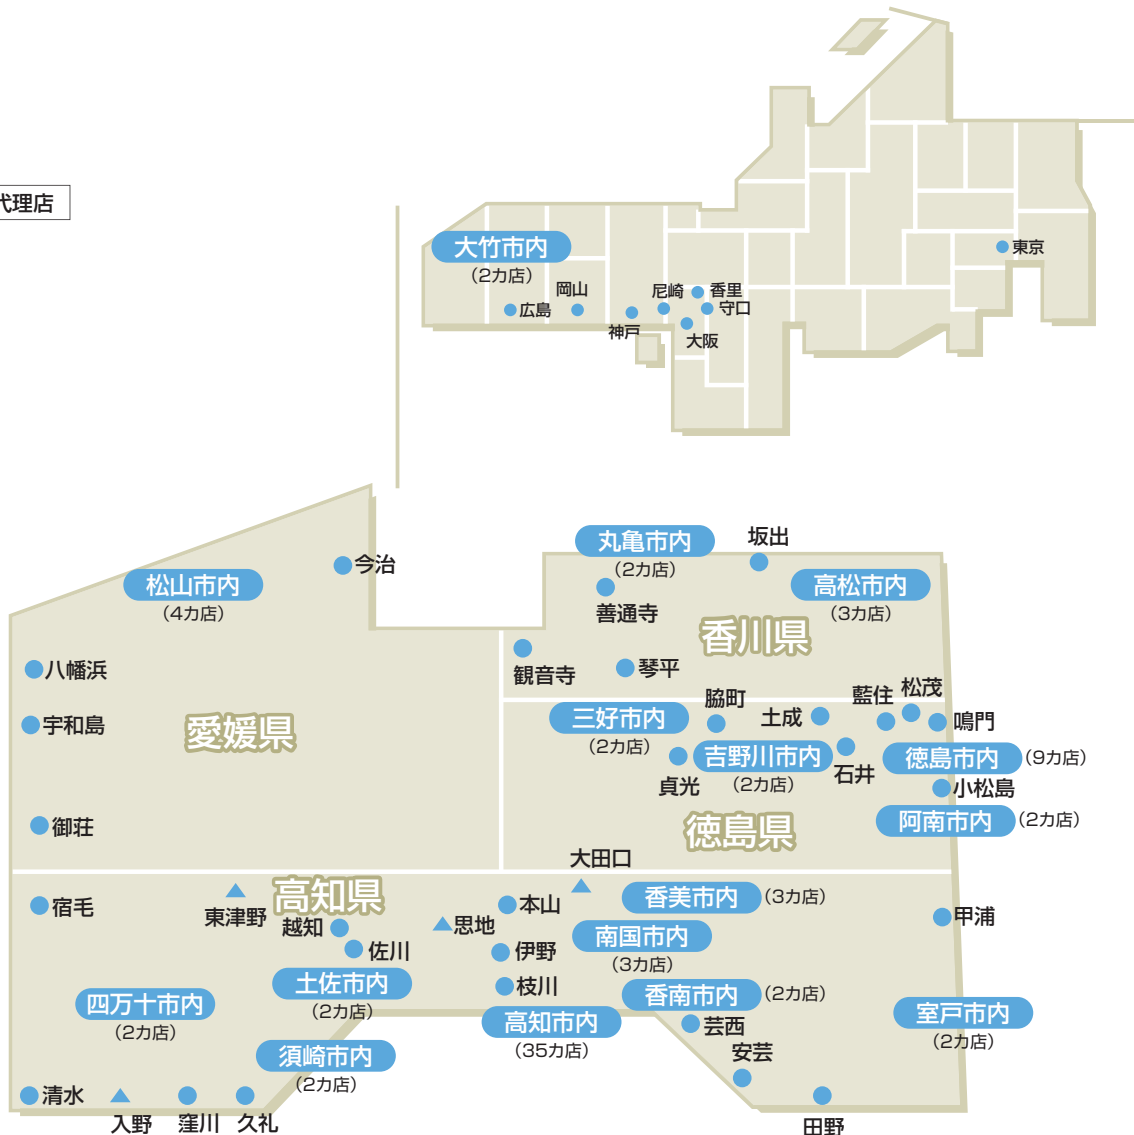 代理店
大竹市内
（2カ店）
東京
岡山
広島
尼崎
香里
守口
神戸
大阪
丸亀市内
（2カ店）
坂出
今治
松山市内
（4カ店）
高松市内
（3カ店）
善通寺
香川県
八幡浜
観音寺
琴平
脇町
藍住
松茂
三好市内
（2カ店）
土成
鳴門
宇和島
愛媛県
吉野川市内
（2カ店）
石井
徳島市内
（9カ店）
貞光
小松島
御荘
徳島県
阿南市内
（2カ店）
大田口
高知県
香美市内
（3カ店）
宿毛
東津野
越知
思地
本山
甲浦
佐川
伊野
南国市内
（3カ店）
土佐市内
（2カ店）
枝川
香南市内
（2カ店）
四万十市内
（2カ店）
高知市内
（35カ店）
芸西
室戸市内
（2カ店）
須崎市内
（2カ店）
安芸
清水
入野
窪川
久礼
田野